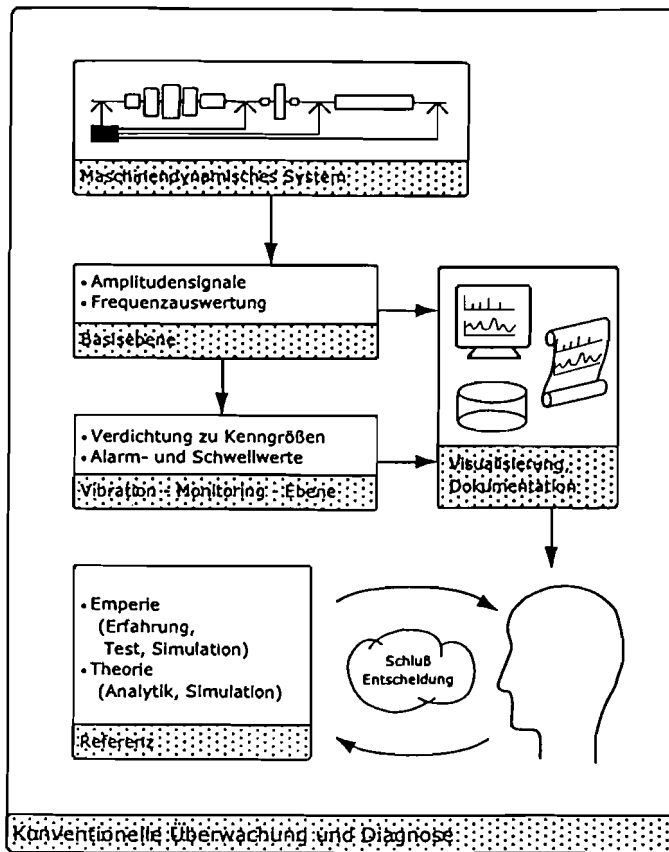 Maschinendynamisches System
• Amplitudensignale
• Frequenzauswertung
Basisebene
• Verdichtung zu Kenngrößen
• Alarm- und Schwellwerte
Vibration - Monitoring - Ebene
Visualisierung,
Dokumentation
• Emperie
(Erfahrung,
Test, Simulation)
• Theorie
(Analytik, Simulation)
Referenz
Schluß
Entscheidung
Konventionelle Überwachung und Diagnose